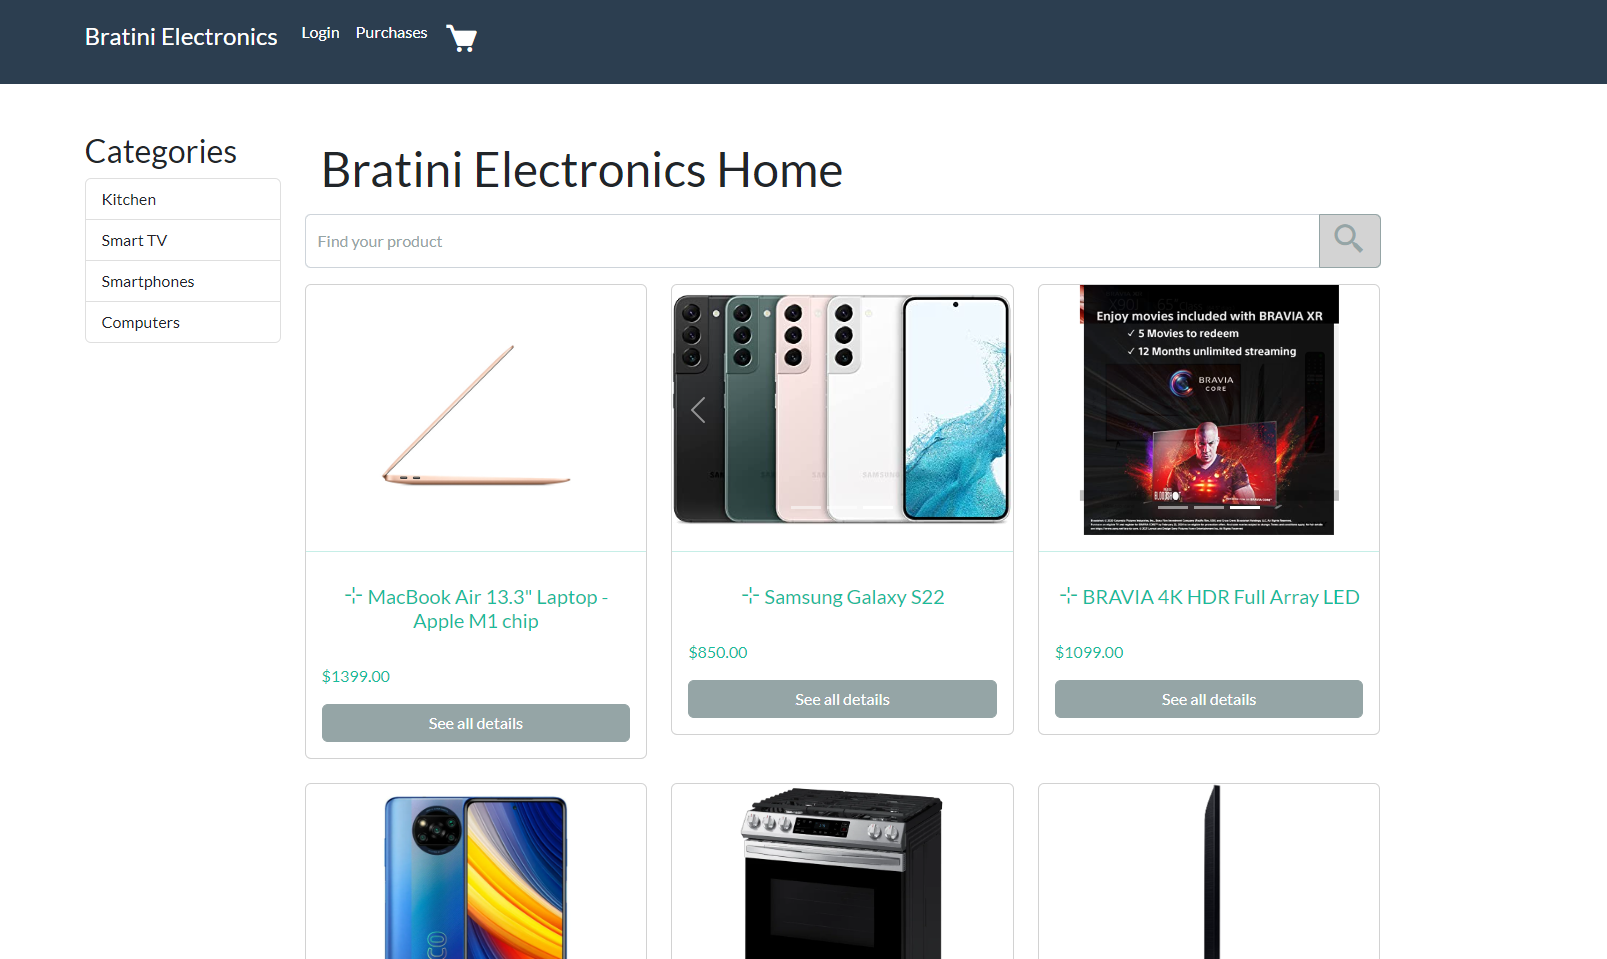 Bratini Electronics
Login
Purchases
Categories
Kitchen
Smart TV
Smartphones
Computers
Bratini Electronics Home
Find your product
Enjoy movies included with BRAVIA XR
✓ 5 Movies to redeem
✓ 12 Months unlimited streaming
BRAVIA
CORE
MacBook Air 13.3" Laptop -
Apple M1 chip
$1399.00
See all details
Samsung Galaxy S22
$850.00
See all details
BRAVIA 4K HDR Full Array LED
$1099.00
See all details